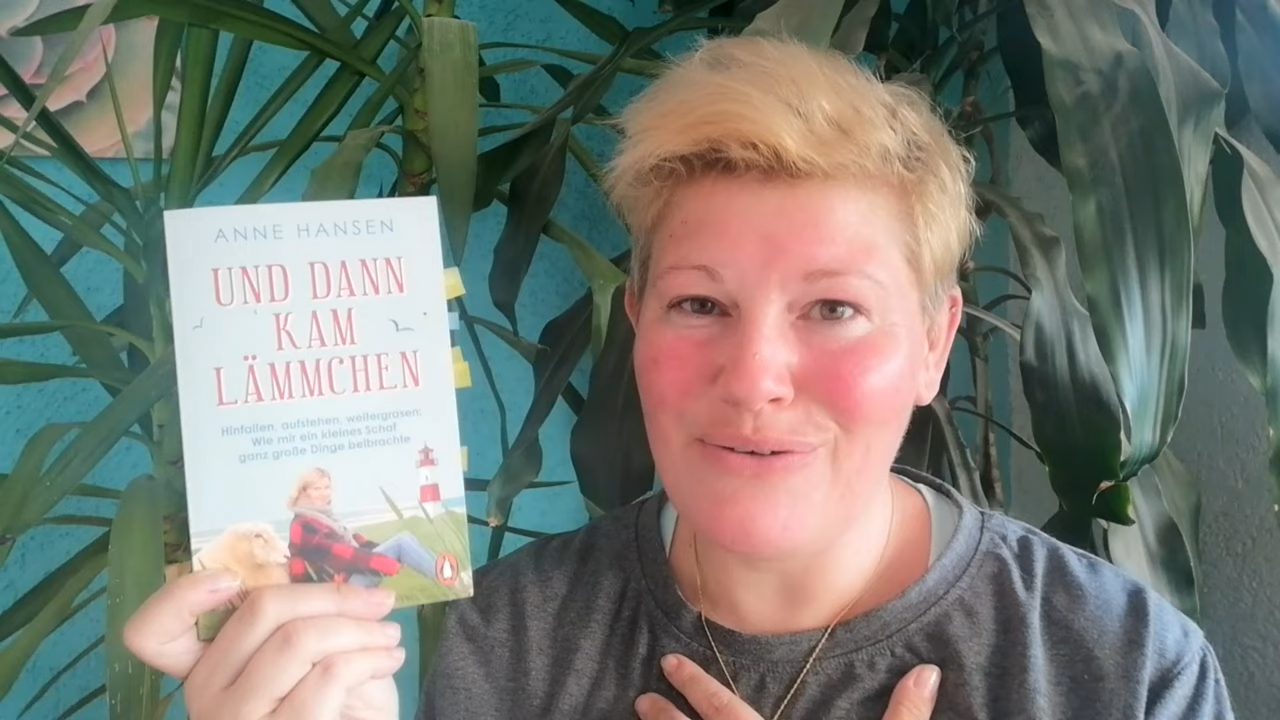 ANNE HANSEN
UND DANN
KAM
LÄMMCHEN
Hinfallen, aufstehen, weitergrasen:
Wie mir ein kleines Schaf
ganz große Dinge beibrachte